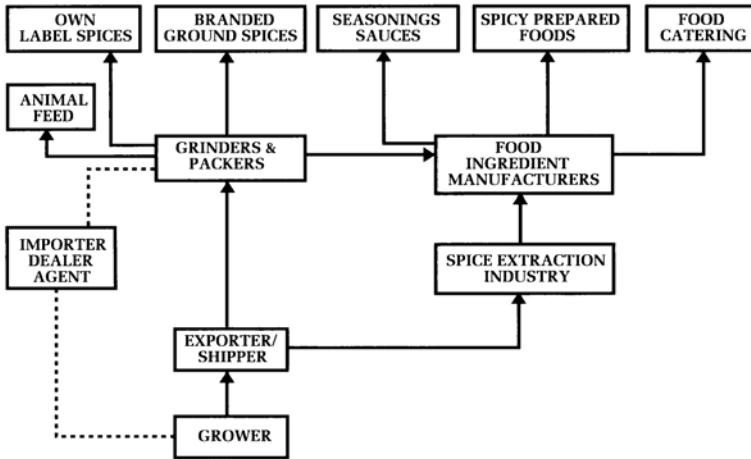 OWN
LABEL SPICES
BRANDED
GROUND SPICES
SEASONINGS
SAUCES
SPICY PREPARED
FOODS
FOOD
CATERING
ANIMAL
FEED
GRINDERS &
PACKERS
FOOD
INGREDIENT
MANUFACTURERS
IMPORTER
DEALER
AGENT
SPICE EXTRACTION
INDUSTRY
EXPORTER/
SHIPPER
GROWER